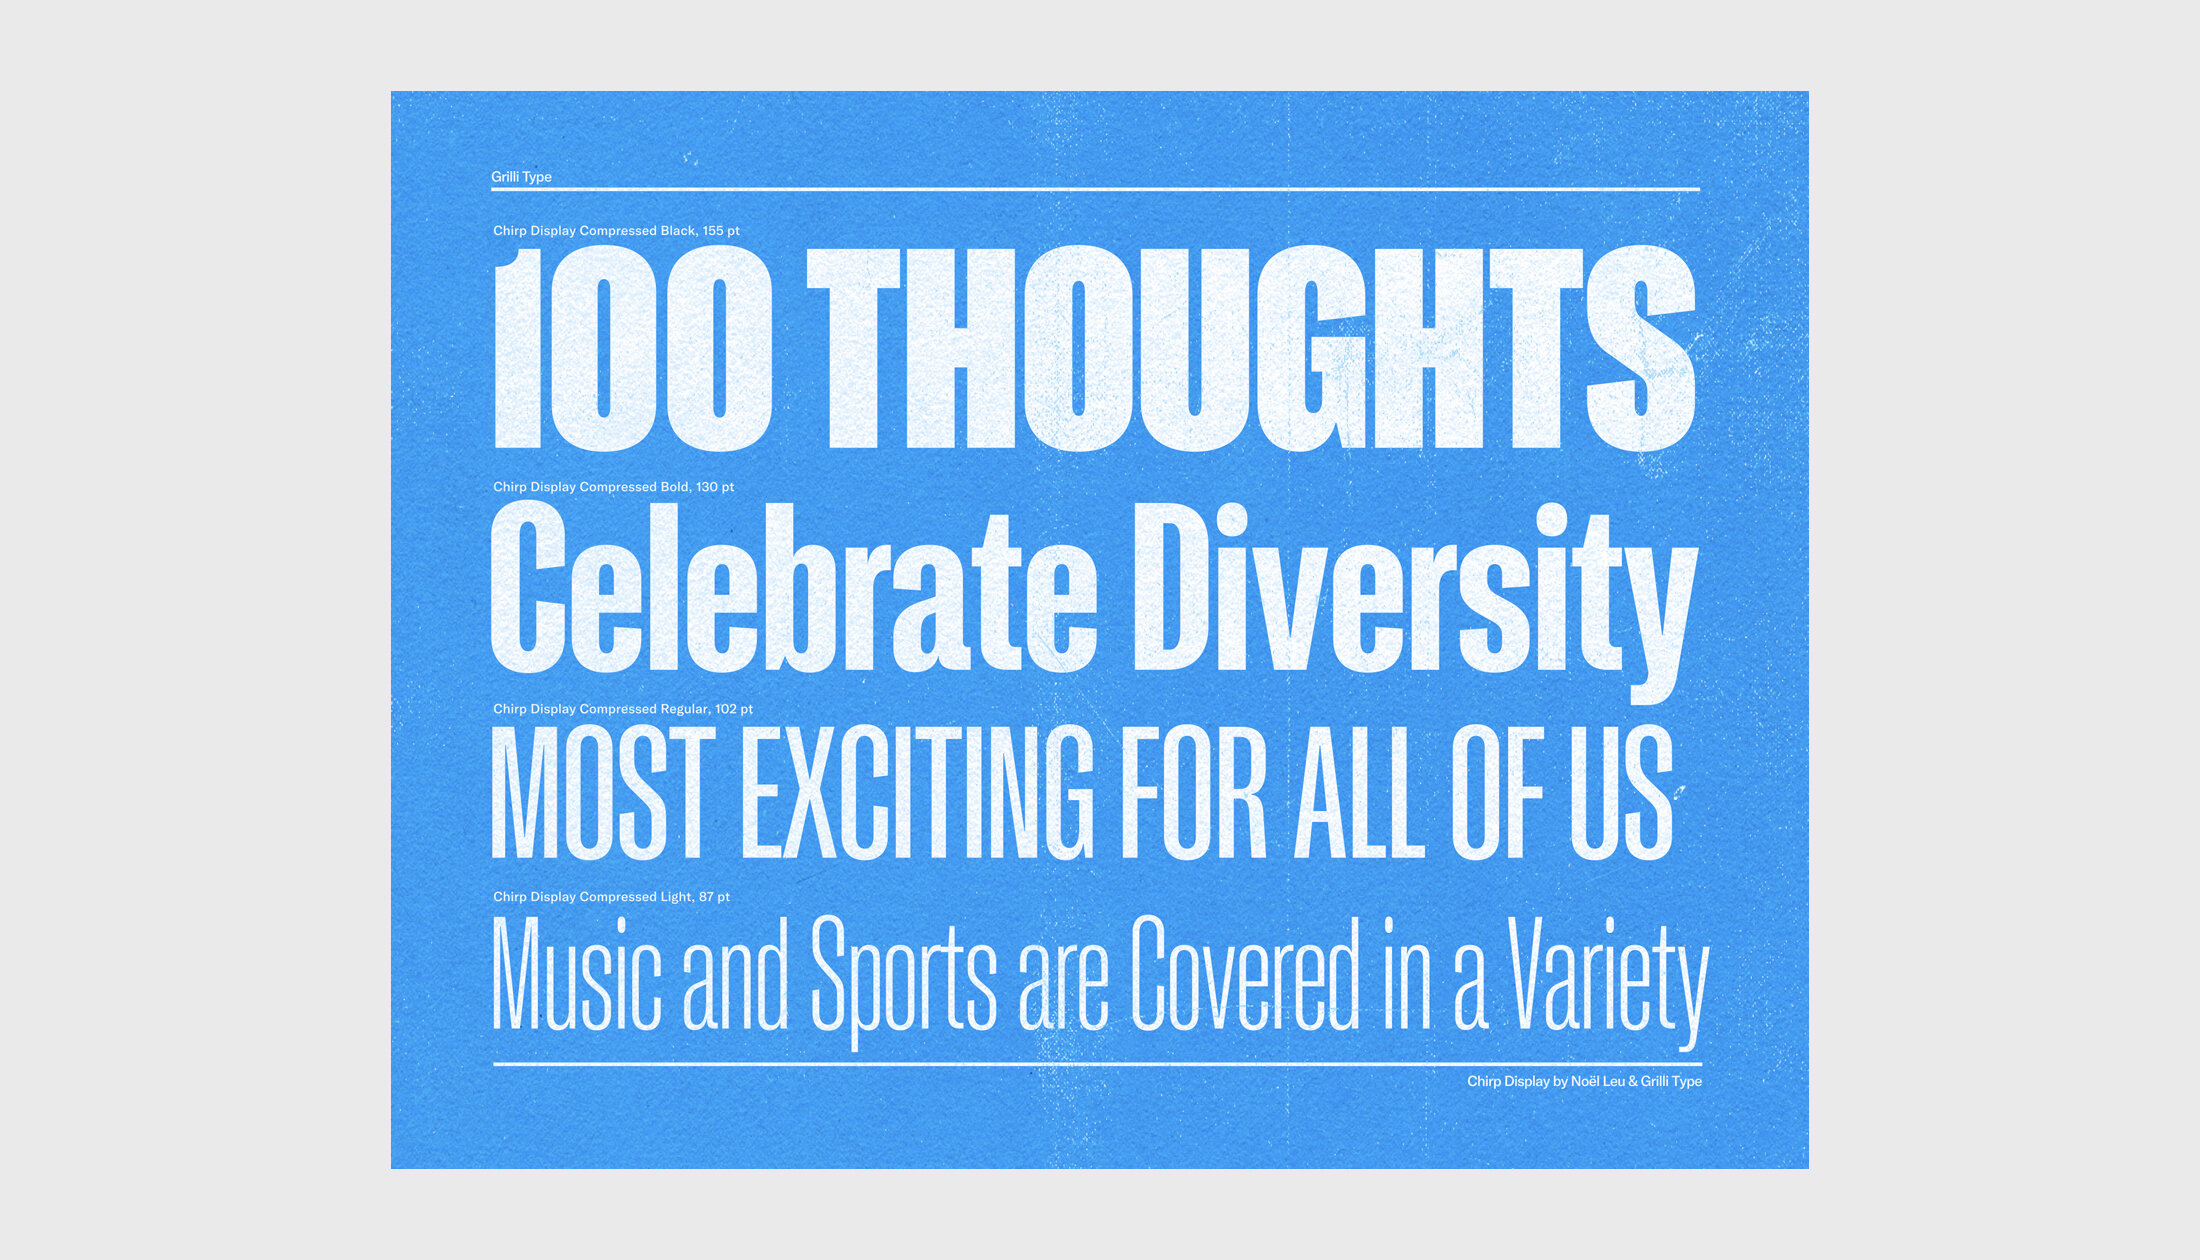 Grilli Type
Chirp Display Compressed Black, 155 pt
100 THOUGHTS
Chirp Display Compressed Bold, 130 pt
Celebrate Diversity
Chirp Display Compressed Regular, 102 pt
MOST EXCITING FOR ALL OF US
Chirp Display Compressed Light, 87 pt
Music and Sports are Covered in a Variety
Chirp Display by Noël Leu & Grilli Type